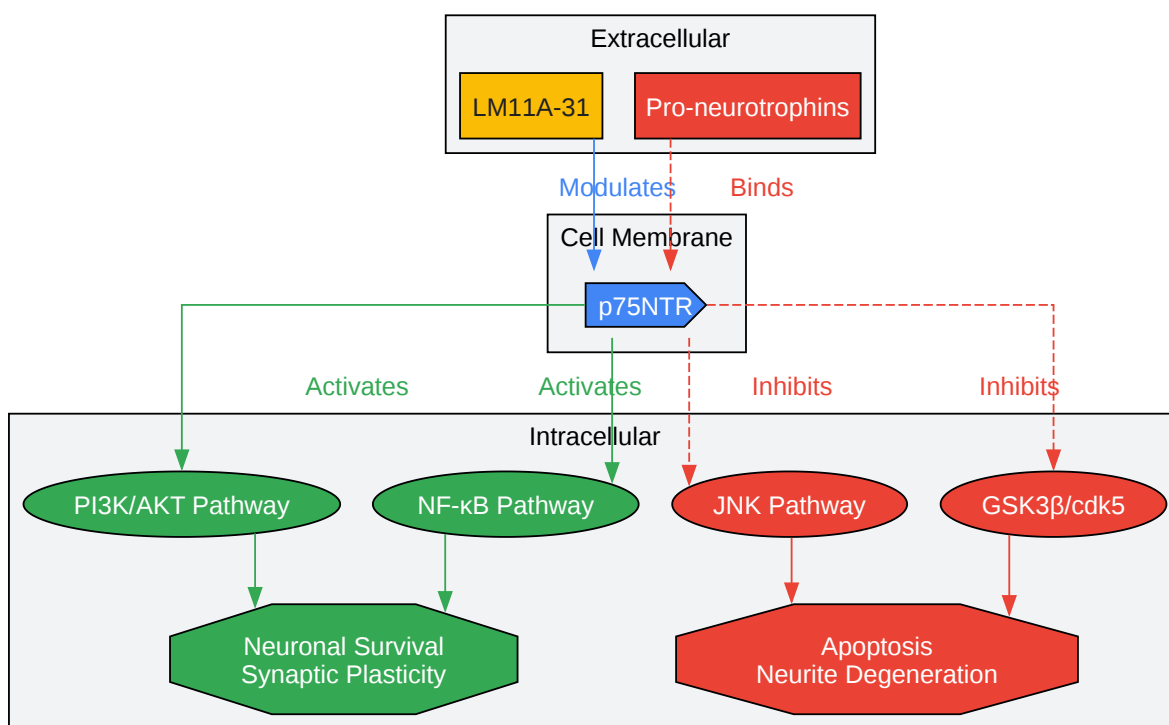 Extracellular
LM11A-31
Pro-neurotrophins
Modulates
Binds
Cell Membrane
p75NTR
Activates
Activates
Inhibits
Inhibits
Intracellular
PI3K/AKT Pathway
NF-κB Pathway
JNK Pathway
GSK3β/cdk5
Neuronal Survival
Synaptic Plasticity
Apoptosis
Neurite Degeneration